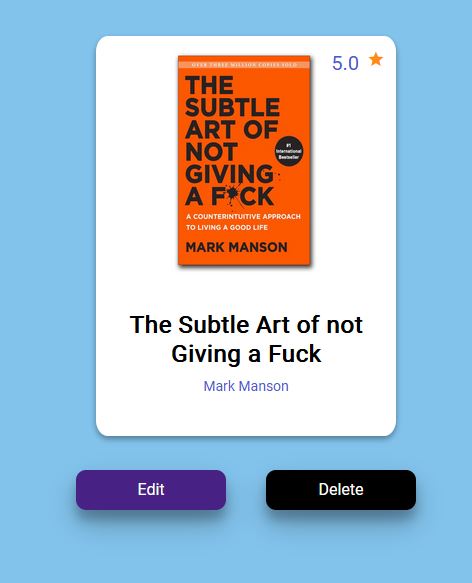 5.0
OVER THREE MILLION COPIES SOLD
THE
SUBTLE
ART OF
NOT
GIVING
A F*CK
#1
International
Bestseller
A COUNTERINTUITIVE APPROACH
TO LIVING A GOOD LIFE
MARK MANSON
The Subtle Art of not
Giving a Fuck
Mark Manson
Edit
Delete